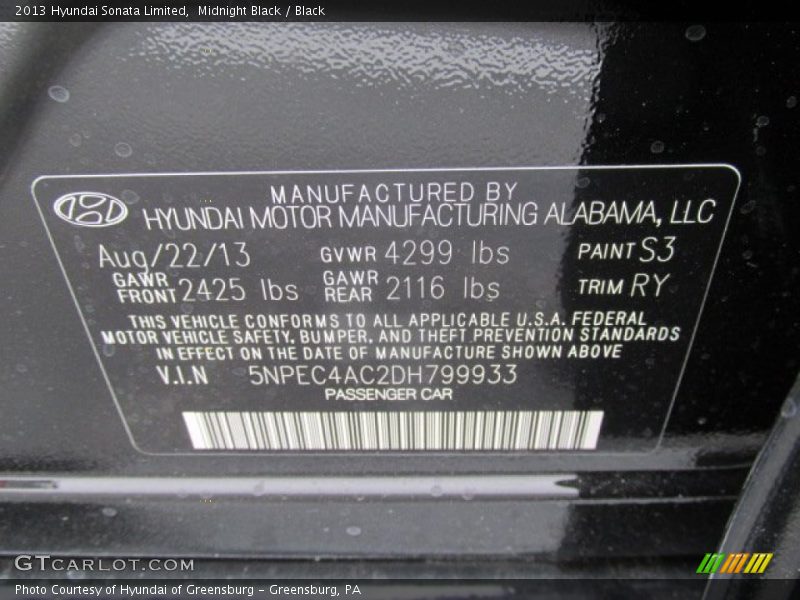 2013 Hyundai Sonata Limited, Midnight Black / Black
MANUFACTURED BY
HYUNDAI MOTOR MANUFACTURING ALABAMA, LLC
Aug/22/13 GVWR 4299 lbs PAINT S3
GAWR FRONT 2425 lbs GAWR REAR 2116 lbs TRIM RY
THIS VEHICLE CONFORMS TO ALL APPLICABLE U.S.A. FEDERAL
MOTOR VEHICLE SAFETY, BUMPER, AND THEFT PREVENTION STANDARDS
IN EFFECT ON THE DATE OF MANUFACTURE SHOWN ABOVE
V.I.N 5NPEC4AC2DH799933
PASSENGER CAR
GTCARLOT.COM
Photo Courtesy of Hyundai of Greensburg – Greensburg, PA